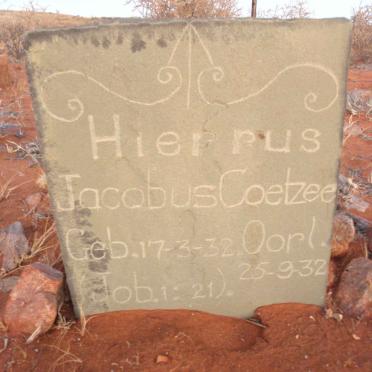 Hier rus
Jacobus Coetzee
Geb. 17-3-32. Oorl.
25-9-32
Job. 1:21).